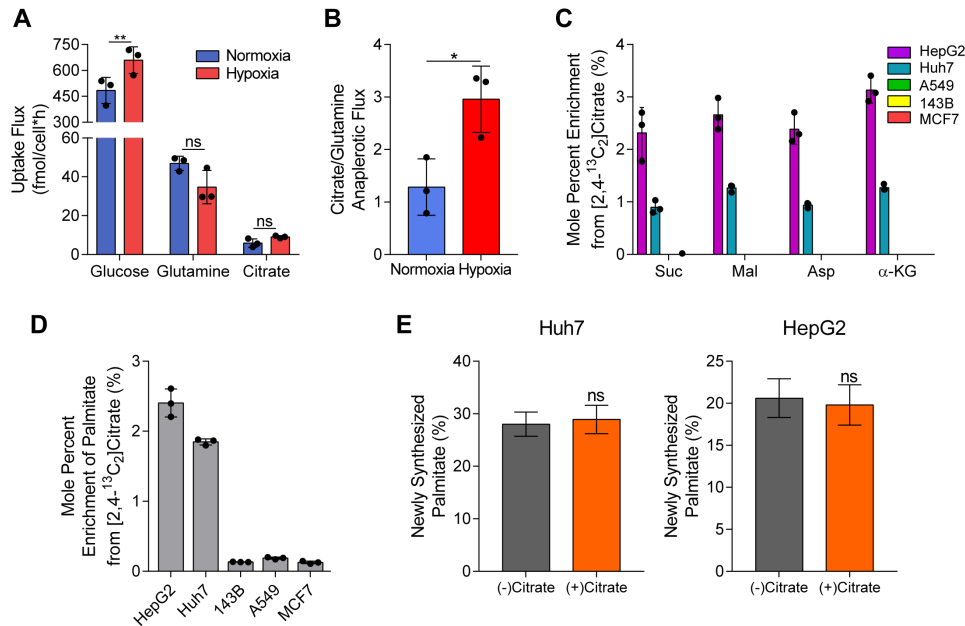 A
Uptake Flux
(fmol/cell*h)
750
600
450
300
60
40
20
0
**
ns
ns
Normoxia
Hypoxia
Glucose Glutamine Citrate
B
Citrate/Glutamine
Anaplerotic Flux
4
3
2
1
0
*
Normoxia Hypoxia
C
Mole Percent Enrichment
from [2,4-¹³C₂]Citrate (%)
4
3
2
1
0
HepG2
Huh7
A549
143B
MCF7
Suc Mal Asp α-KG
D
Mole Percent
Enrichment of Palmitate
from [2,4-¹³C₂]Citrate (%)
3
2
1
0
HepG2 Huh7 143B A549 MCF7
E
Huh7
Newly Synthesized
Palmitate (%)
40
30
20
10
0
ns
(-)Citrate (+)Citrate
HepG2
Newly Synthesized
Palmitate (%)
25
20
15
10
5
0
ns
(-)Citrate (+)Citrate